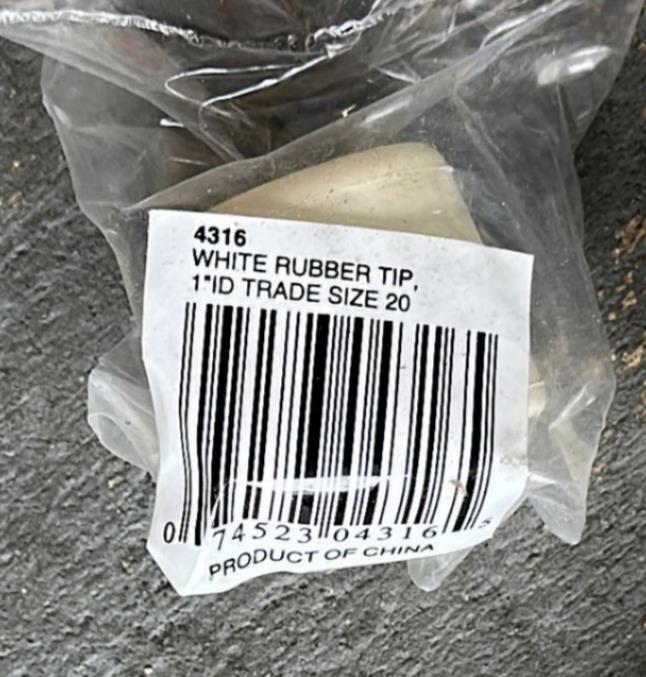 4316
WHITE RUBBER TIP,
1"ID TRADE SIZE 20
0 74523 04316 5
PRODUCT OF CHINA